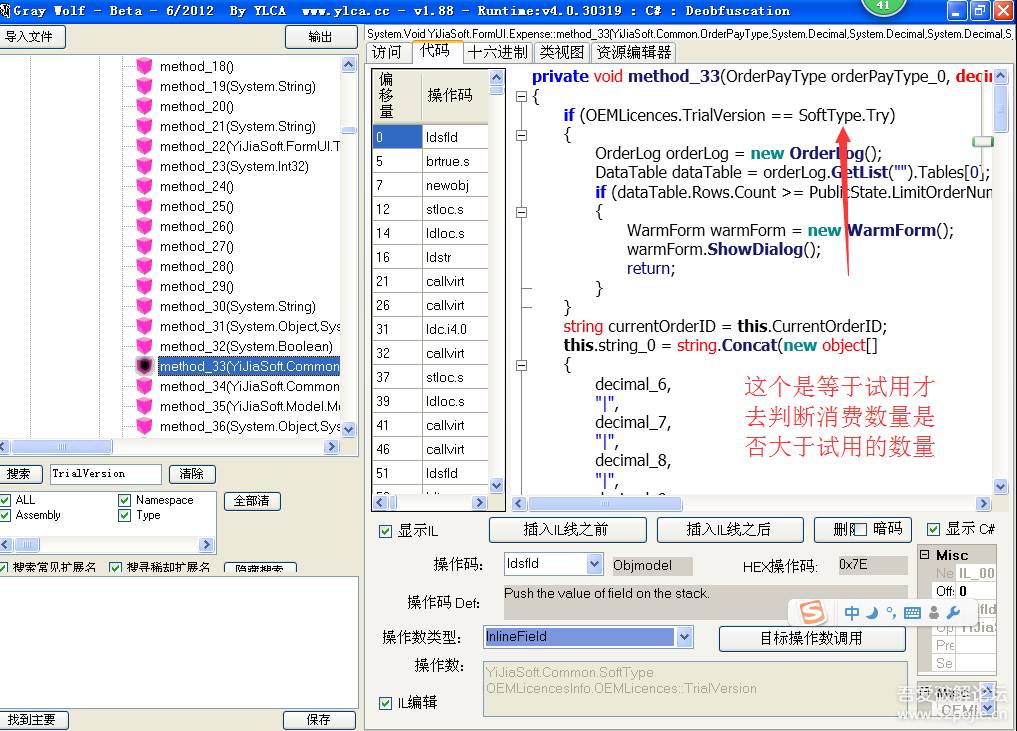 Gray Wolf - Beta - 6/2012 By YLCA www.ylca.cc - v1.88 - Runtime:v4.0.30319 : C# : Deobfuscation
41
导入文件
输出
method_18()
method_19(System.String)
method_20()
method_21(System.String)
method_22(YiJiaSoft.FormUI.T
method_23(System.Int32)
method_24()
method_25()
method_26()
method_27()
method_28()
method_29()
method_30(System.String)
method_31(System.Object,Sys
method_32(System.Boolean)
method_33(YiJiaSoft.Common
method_34(YiJiaSoft.Common
method_35(YiJiaSoft.Model.Mo
method_36(System.Object,Sys
搜索
TrialVersion
清除
ALL
Namespace
全部清
Assembly
Type
搜索常见扩展名
搜寻稀却扩展名
隐藏搜索
找到主要
保存
System.Void YiJiaSoft.FormUI.Expense::method_33(YiJiaSoft.Common.OrderPayType,System.Decimal,System.Decimal,System.Decimal,S
访问
代码
十六进制
类视图
资源编辑器
偏移量
操作码
0 ldsfld
5 brtrue.s
7 newobj
12 stloc.s
14 ldloc.s
16 ldstr
21 callvirt
26 callvirt
31 ldc.i4.0
32 callvirt
37 stloc.s
39 ldloc.s
41 callvirt
46 callvirt
51 ldsfld
private void method_33(OrderPayType orderPayType_0, decim
{
if (OEMLicences.TrialVersion == SoftType.Try)
{
OrderLog orderLog = new OrderLog();
DataTable dataTable = orderLog.GetList("").Tables[0];
if (dataTable.Rows.Count >= PublicState.LimitOrderNum
{
WarmForm warmForm = new WarmForm();
warmForm.ShowDialog();
return;
}
}
string currentOrderID = this.CurrentOrderID;
this.string_0 = string.Concat(new object[]
{
decimal_6,
"|",
decimal_7,
"|",
decimal_8,
"|",
这个是等于试用才
去判断消费数量是
否大于试用的数量
显示IL
插入IL线之前
插入IL线之后
暗码
显示 C#
操作码:
ldsfld
Objmodel
HEX操作码:
0x7E
操作码 Def:
Push the value of field on the stack.
操作数类型:
InlineField
目标操作数调用
操作数:
YiJiaSoft.Common.SoftType
OEMLicencesInfo.OEMLicences::TrialVersion
IL编辑
Misc
Ne IL_00
Off: 0
Pre
Se
中
吾爱破解论坛
www.52pojie.cn